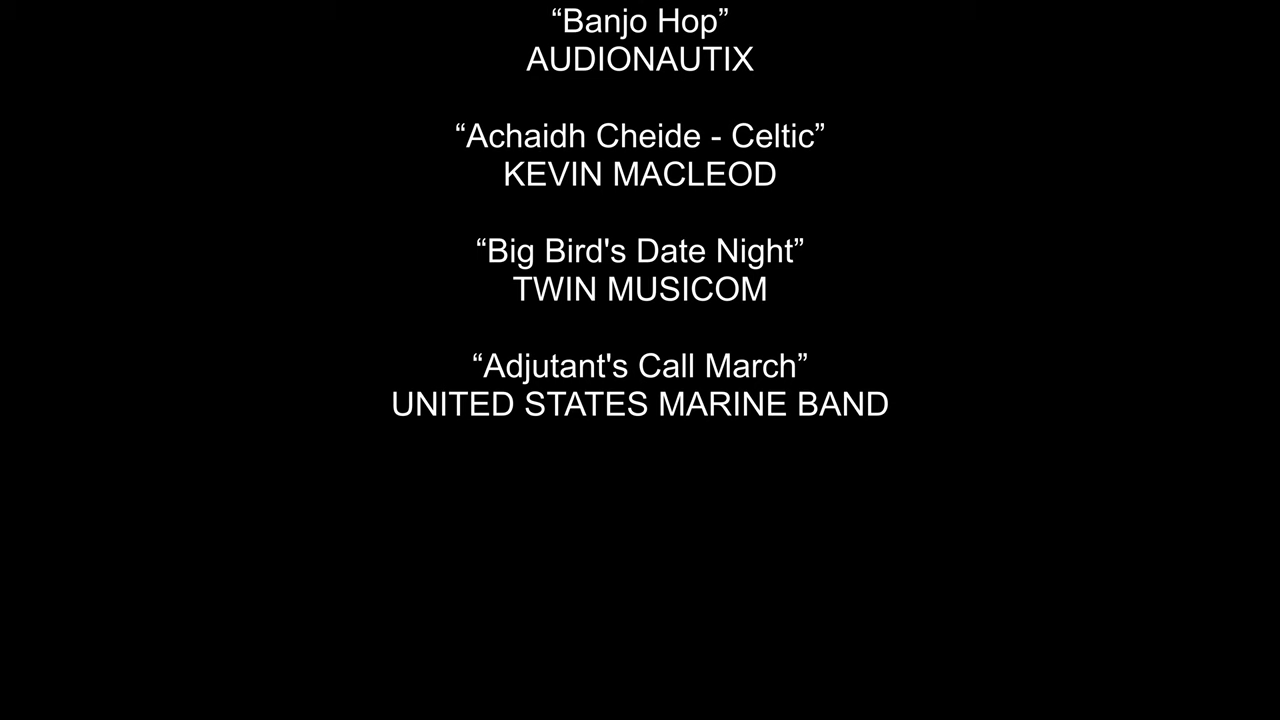 “Banjo Hop”
AUDIONAUTIX
“Achaidh Cheide - Celtic”
KEVIN MACLEOD
“Big Bird's Date Night”
TWIN MUSICOM
“Adjutant's Call March”
UNITED STATES MARINE BAND